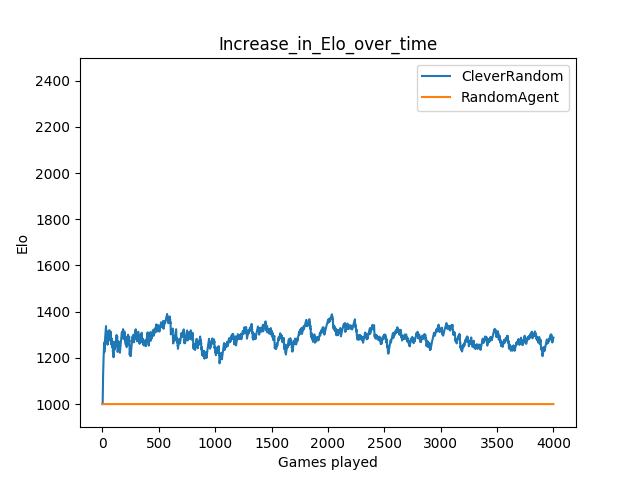 Increase_in_Elo_over_time
CleverRandom
RandomAgent
2400
2200
2000
1800
1600
1400
1200
1000
Elo
0 500 1000 1500 2000 2500 3000 3500 4000
Games played